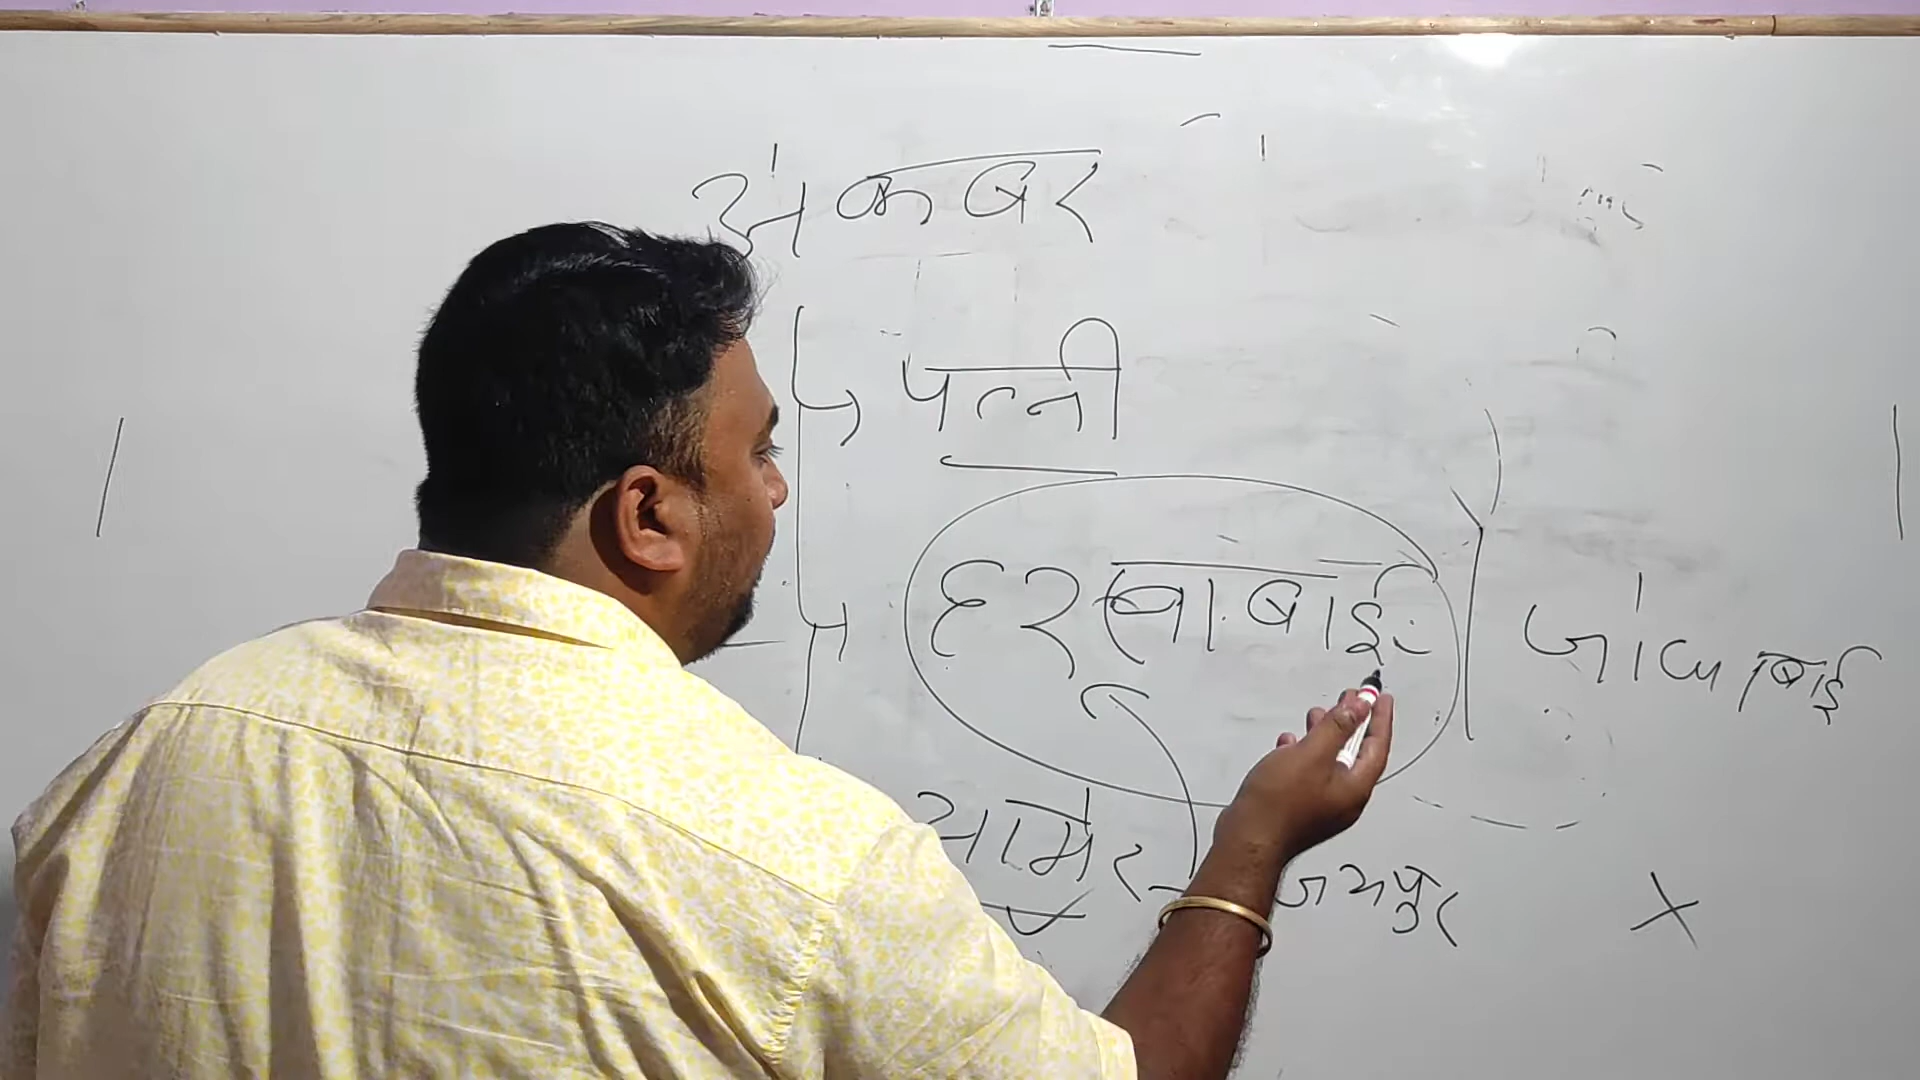 अकबर
पत्नी
हरखाबाई
जोधाबाई
आमेर जयपुर
X